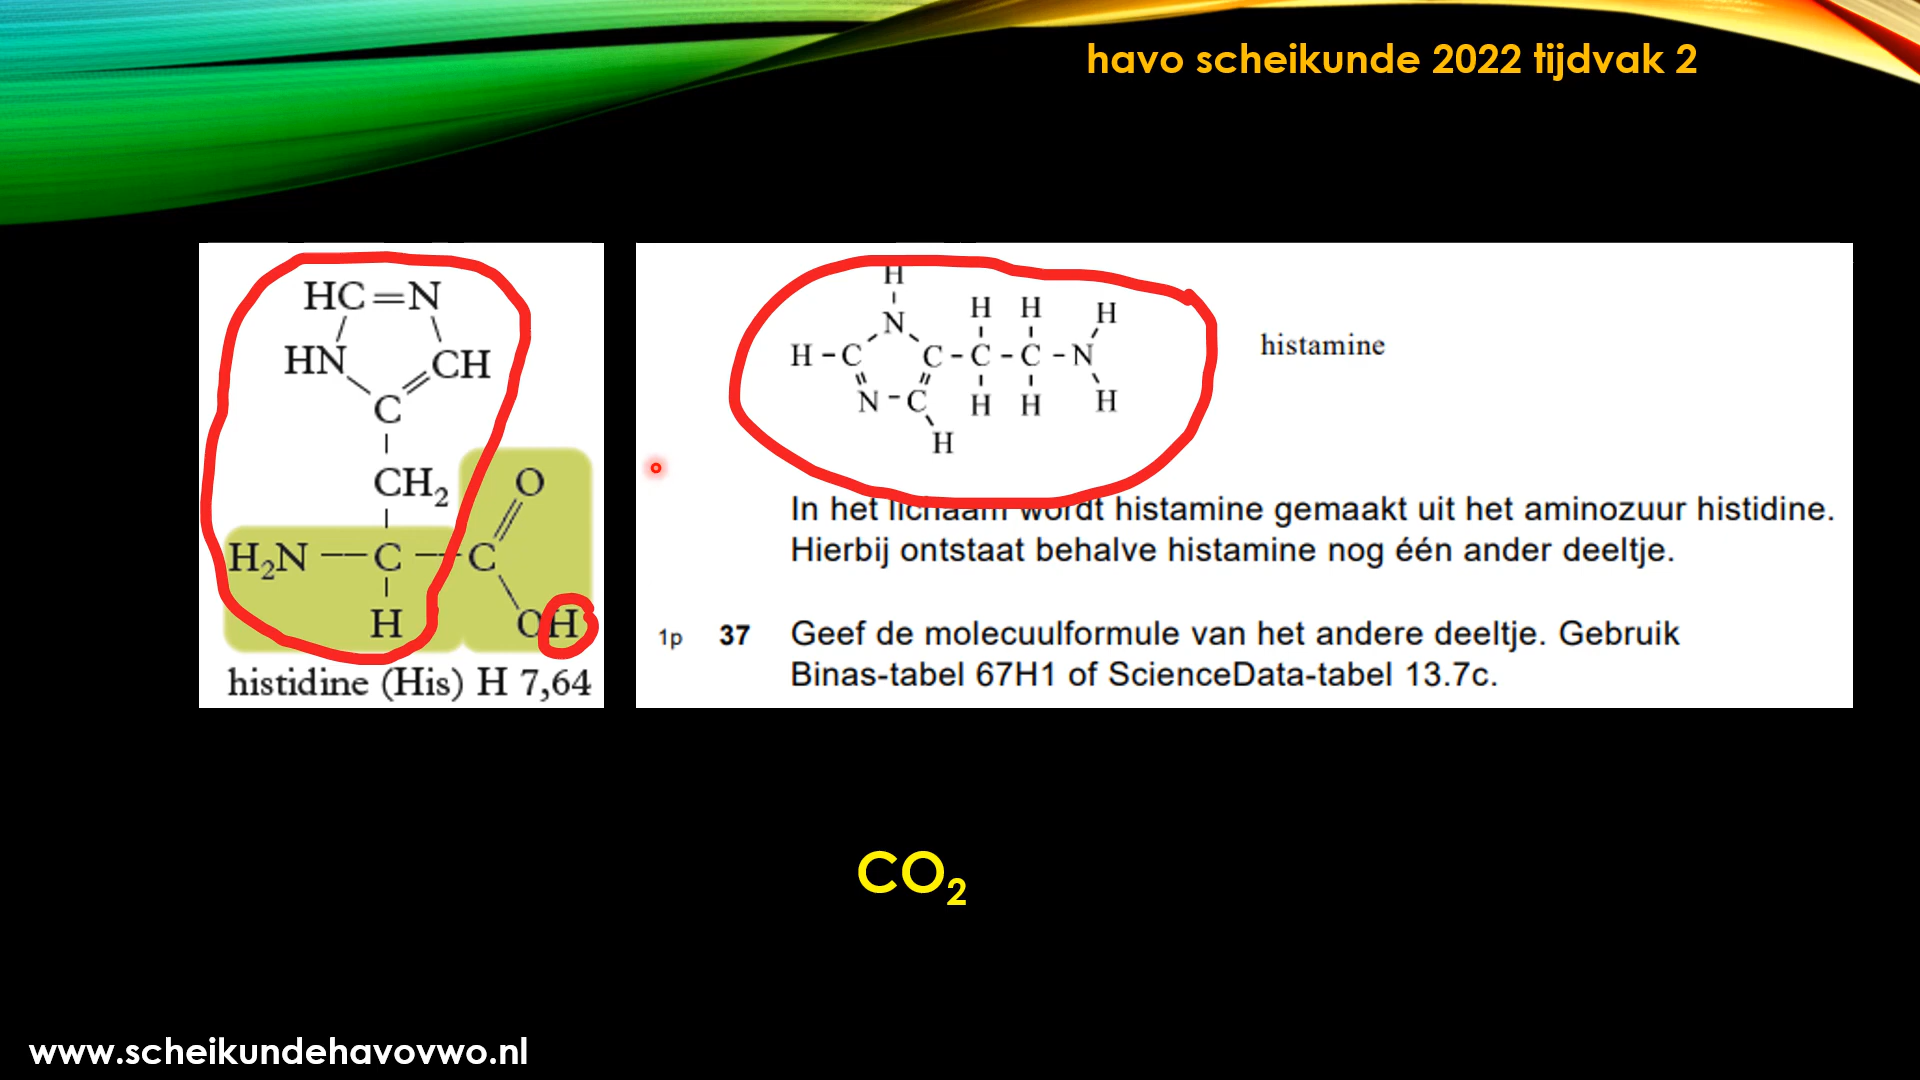 havo scheikunde 2022 tijdvak 2
HC=N
HN
CH
C
CH₂
O
H₂N — C — C
H
OH
histidine (His) H 7,64
H
H H H
N
H-C C-C-C-N
N-C H H H
H
histamine
In het lichaam wordt histamine gemaakt uit het aminozuur histidine.
Hierbij ontstaat behalve histamine nog één ander deeltje.
1p 37 Geef de molecuulformule van het andere deeltje. Gebruik
Binas-tabel 67H1 of ScienceData-tabel 13.7c.
CO₂
www.scheikundehavovwo.nl